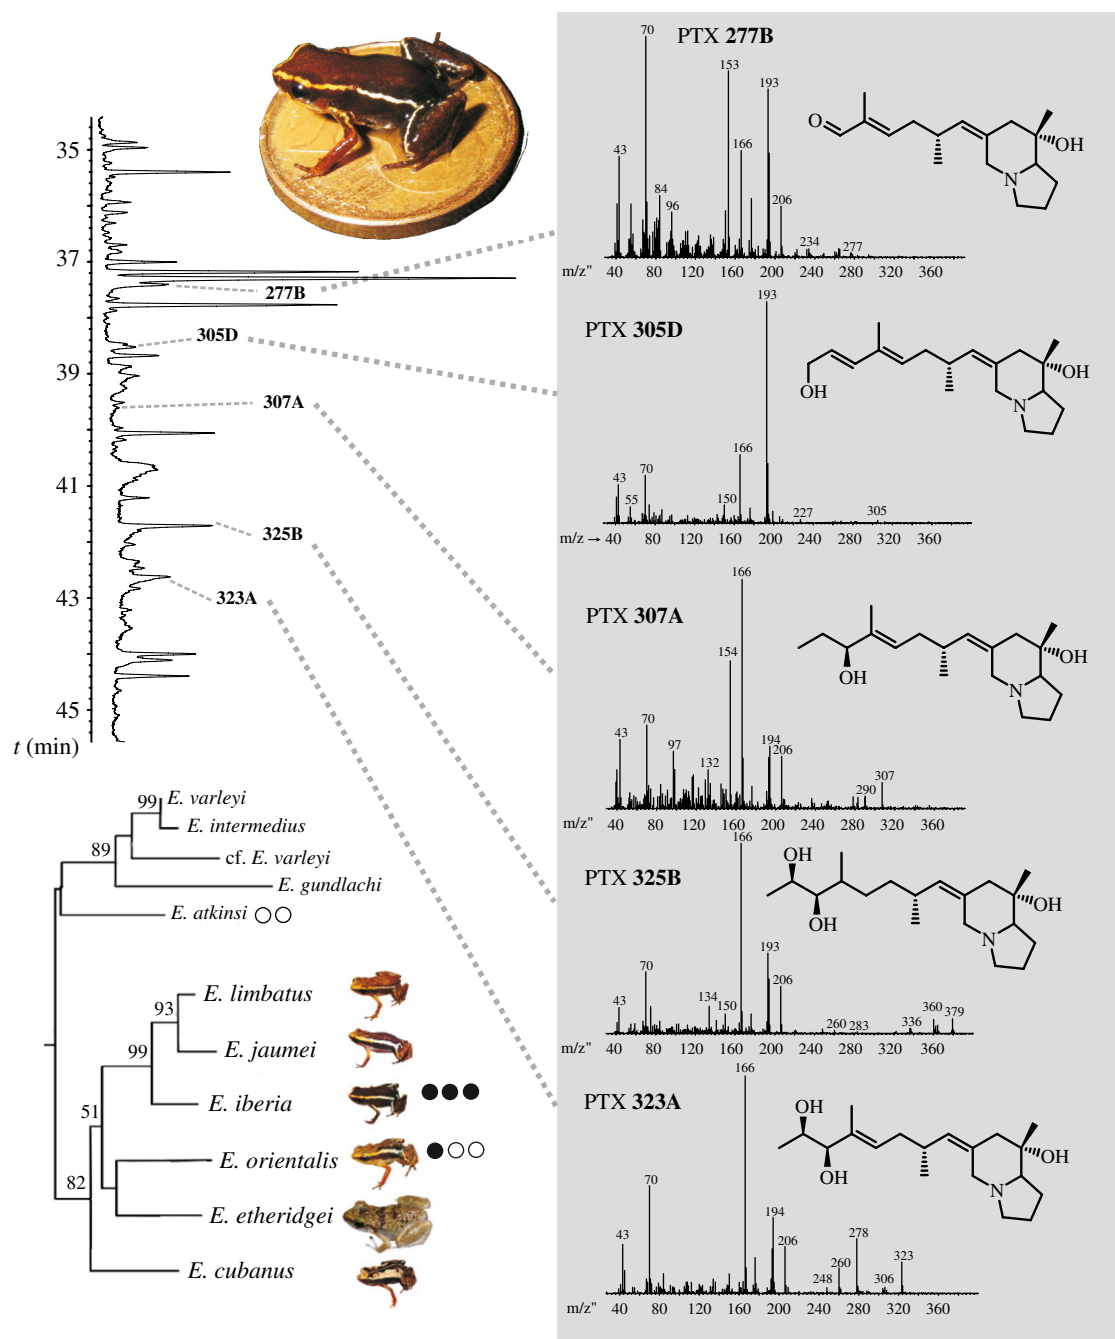 35
37
39
41
43
45
t (min)
277B
305D
307A
325B
323A
99
E. varleyi
E. intermedius
89
cf. E. varleyi
E. gundlachi
E. atkinsi
93
E. limbatus
99
E. jaumei
E. iberia
51
E. orientalis
82
E. etheridgei
E. cubanus
PTX 277B
70
153
193
43
166
84
96
206
234
277
m/z"
40 80 120 160 200 240 280 320 360
O
OH
N
PTX 305D
193
166
43
70
55
150
227
305
m/z →
40 80 120 160 200 240 280 320 360
OH
OH
N
PTX 307A
166
154
70
43
97
132
194
206
290
307
m/z"
40 80 120 160 200 240 280 320 360
OH
OH
N
PTX 325B
166
193
70
206
43
134
150
260
283
336
360
379
m/z"
40 80 120 160 200 240 280 320 360
OH
OH
OH
N
PTX 323A
166
70
194
43
206
278
260
248
306
323
m/z"
40 80 120 160 200 240 280 320 360
OH
OH
OH
N